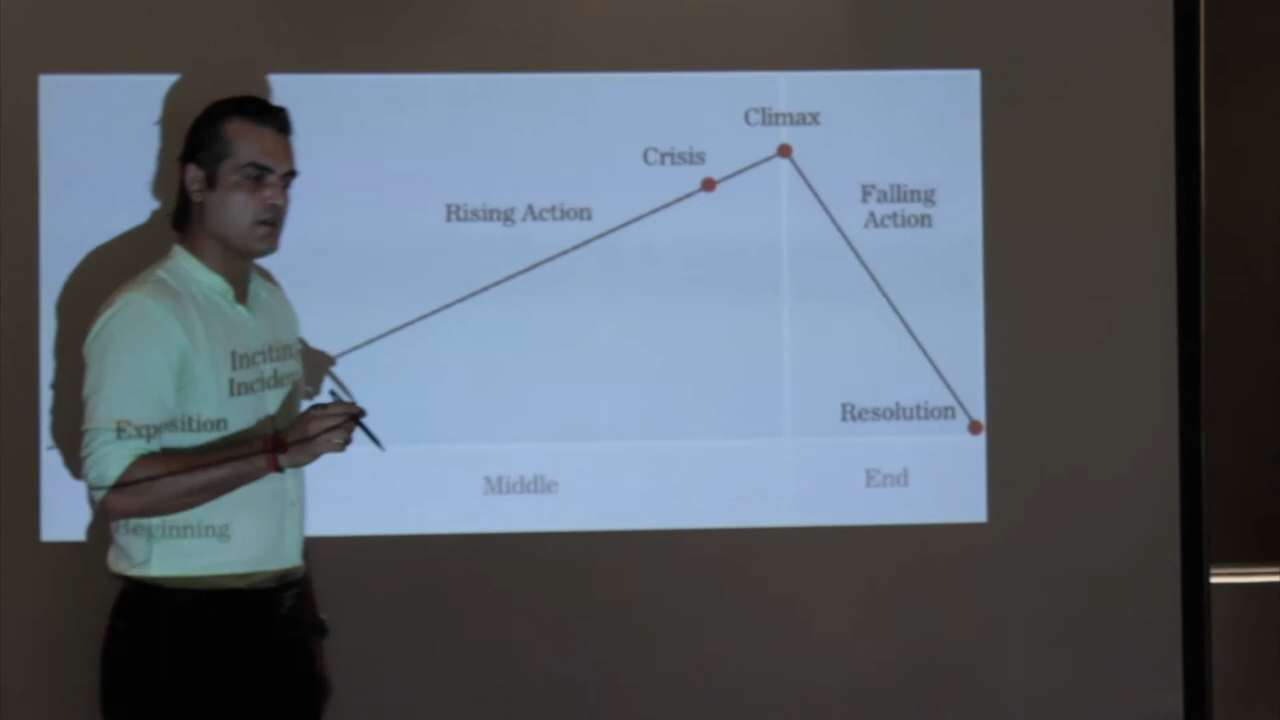 Climax
Crisis
Falling
Action
Rising Action
Inciting
Incident
Exposition
Resolution
Middle
End
Beginning